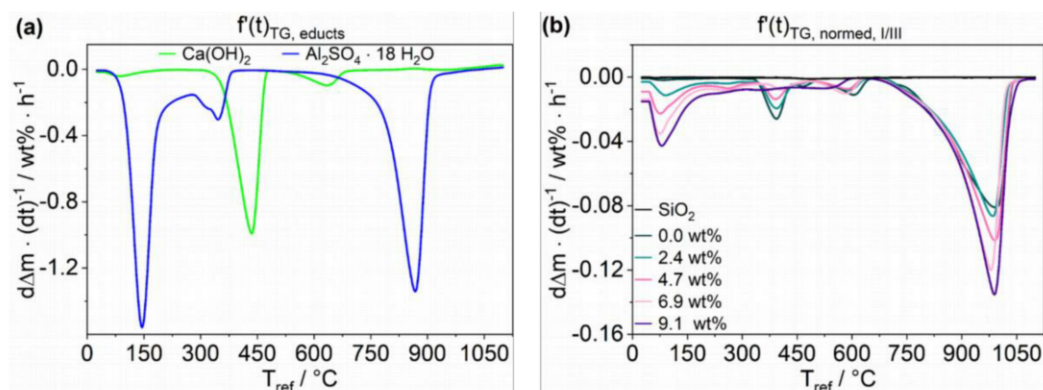 (a)
f'(t)TG, educts
Ca(OH)2
Al2SO4 · 18 H2O
d∆m · (dt)-1 / wt% · h-1
0.0
-0.4
-0.8
-1.2
0 150 300 450 600 750 900 1050
Tref / °C
(b)
f'(t)TG, normed, I/III
d∆m · (dt)-1 / wt% · h-1
0.00
-0.04
-0.08
-0.12
-0.16
SiO2
0.0 wt%
2.4 wt%
4.7 wt%
6.9 wt%
9.1 wt%
0 150 300 450 600 750 900 1050
Tref / °C